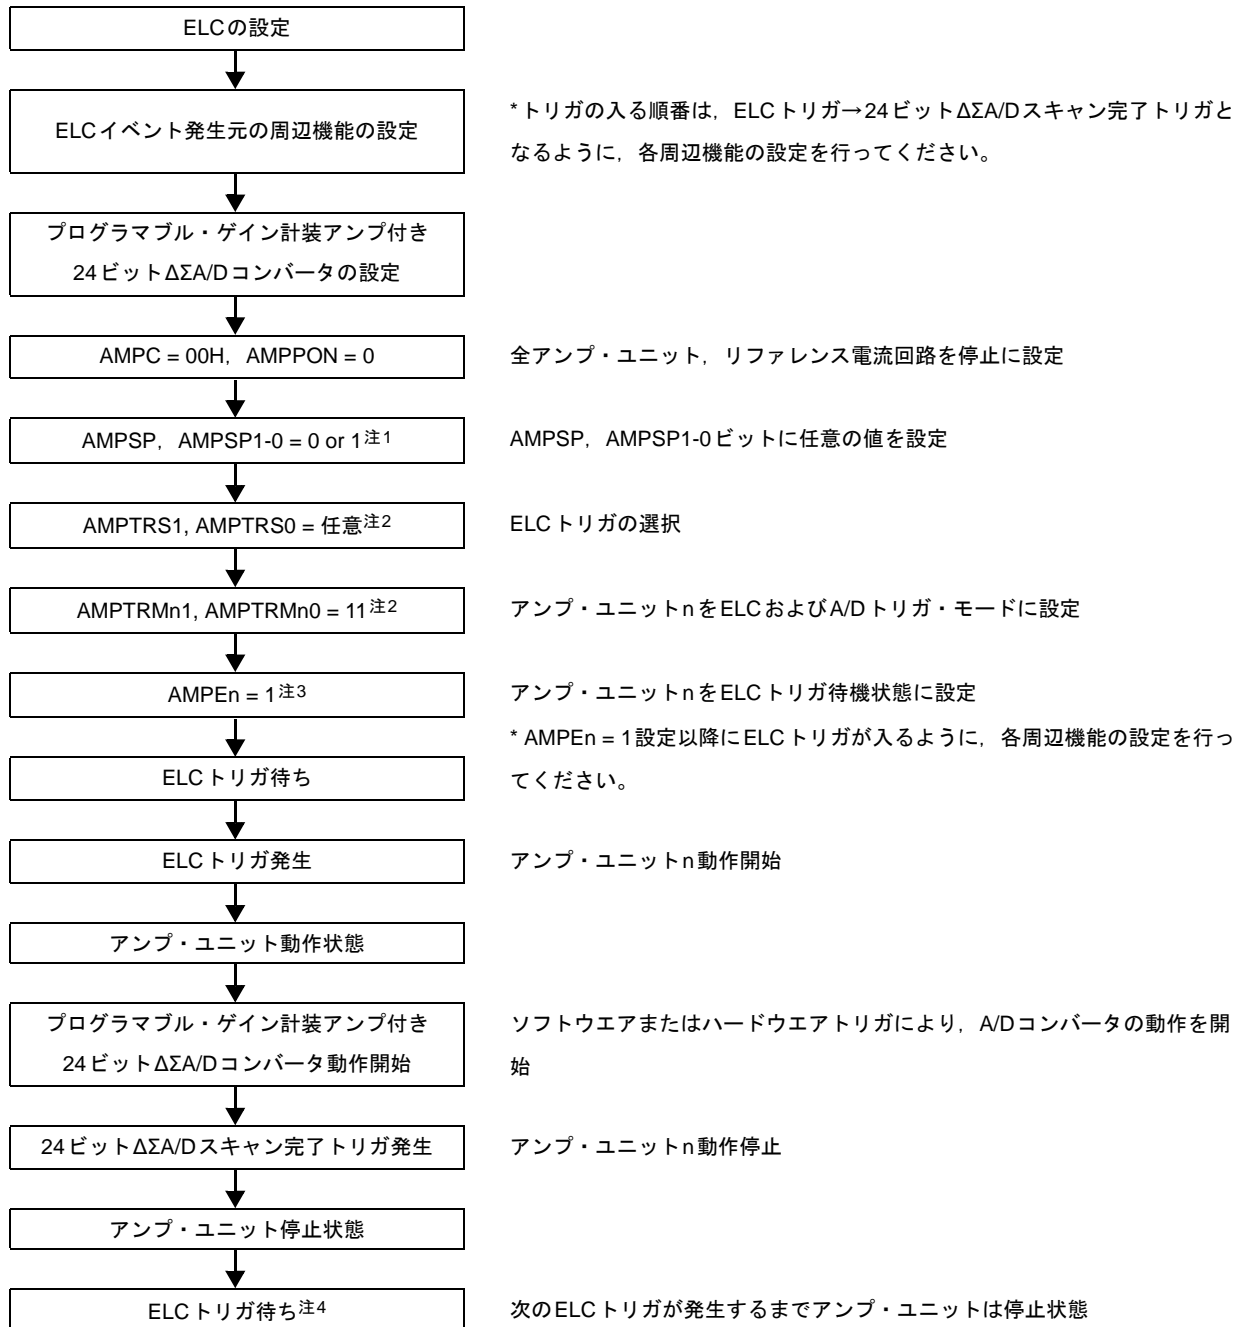 ELCの設定
ELCイベント発生元の周辺機能の設定
*トリガの入る順番は，ELCトリガ→24ビットΔΣA/Dスキャン完了トリガと
なるように，各周辺機能の設定を行ってください。
プログラマブル・ゲイン計装アンプ付き
24ビットΔΣA/Dコンバータの設定
AMPC = 00H，AMPPON = 0
全アンプ・ユニット，リファレンス電流回路を停止に設定
AMPSP，AMPSP1-0 = 0 or 1注1
AMPSP，AMPSP1-0ビットに任意の値を設定
AMPTRS1, AMPTRS0 = 任意注2
ELCトリガの選択
AMPTRMn1, AMPTRMn0 = 11注2
アンプ・ユニットnをELCおよびA/Dトリガ・モードに設定
AMPEn = 1注3
アンプ・ユニットnをELCトリガ待機状態に設定
* AMPEn = 1設定以降にELCトリガが入るように，各周辺機能の設定を行っ
てください。
ELCトリガ待ち
ELCトリガ発生
アンプ・ユニットn動作開始
アンプ・ユニット動作状態
プログラマブル・ゲイン計装アンプ付き
24ビットΔΣA/Dコンバータ動作開始
ソフトウエアまたはハードウエアトリガにより，A/Dコンバータの動作を開
始
24ビットΔΣA/Dスキャン完了トリガ発生
アンプ・ユニットn動作停止
アンプ・ユニット停止状態
ELCトリガ待ち注4
次のELCトリガが発生するまでアンプ・ユニットは停止状態